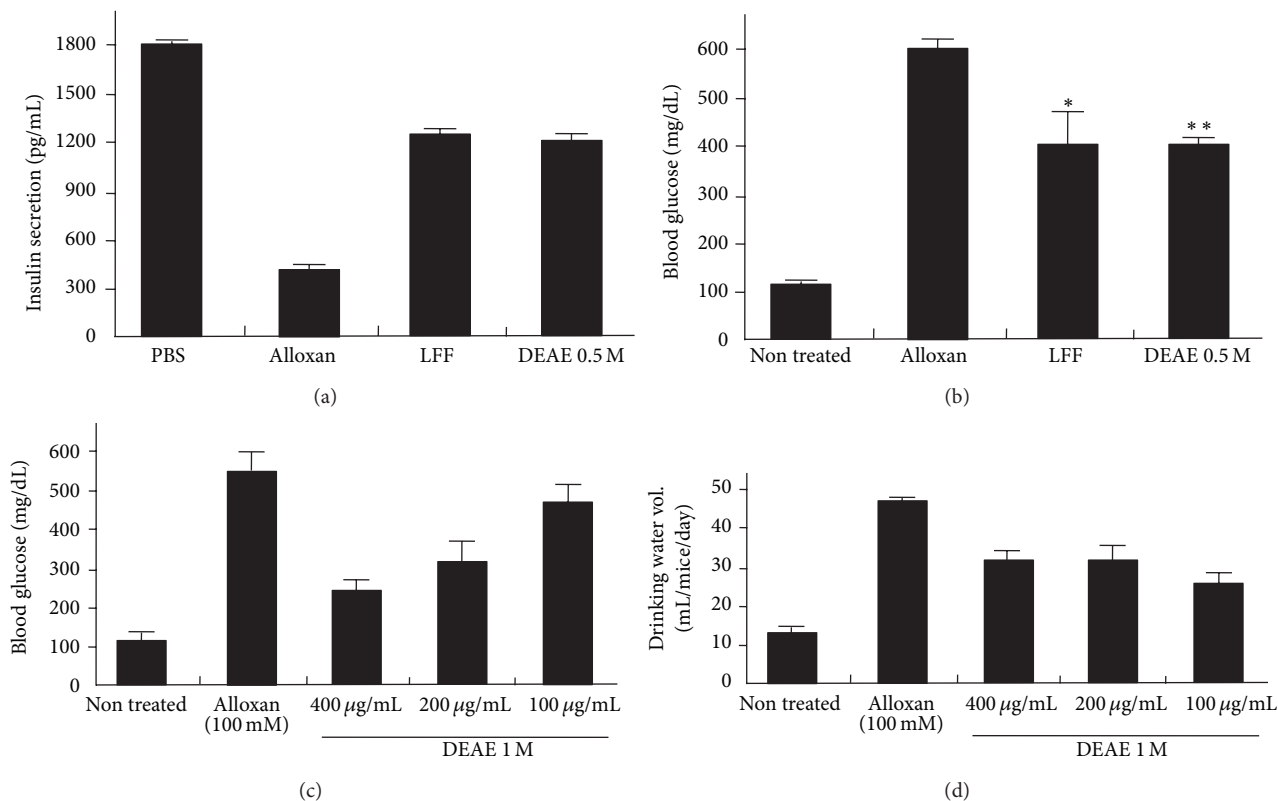 Insulin secretion (pg/mL)
1800
1500
1200
900
600
300
0
PBS Alloxan LFF DEAE 0.5 M
(a)
Blood glucose (mg/dL)
600
500
400
300
200
100
0
*
* *
Non treated Alloxan LFF DEAE 0.5 M
(b)
Blood glucose (mg/dL)
600
500
400
300
200
100
0
Non treated Alloxan 400 μg/mL 200 μg/mL 100 μg/mL
(100 mM)
DEAE 1 M
(c)
Drinking water vol.
(mL/mice/day)
50
40
30
20
10
0
Non treated Alloxan 400 μg/mL 200 μg/mL 100 μg/mL
(100 mM)
DEAE 1 M
(d)